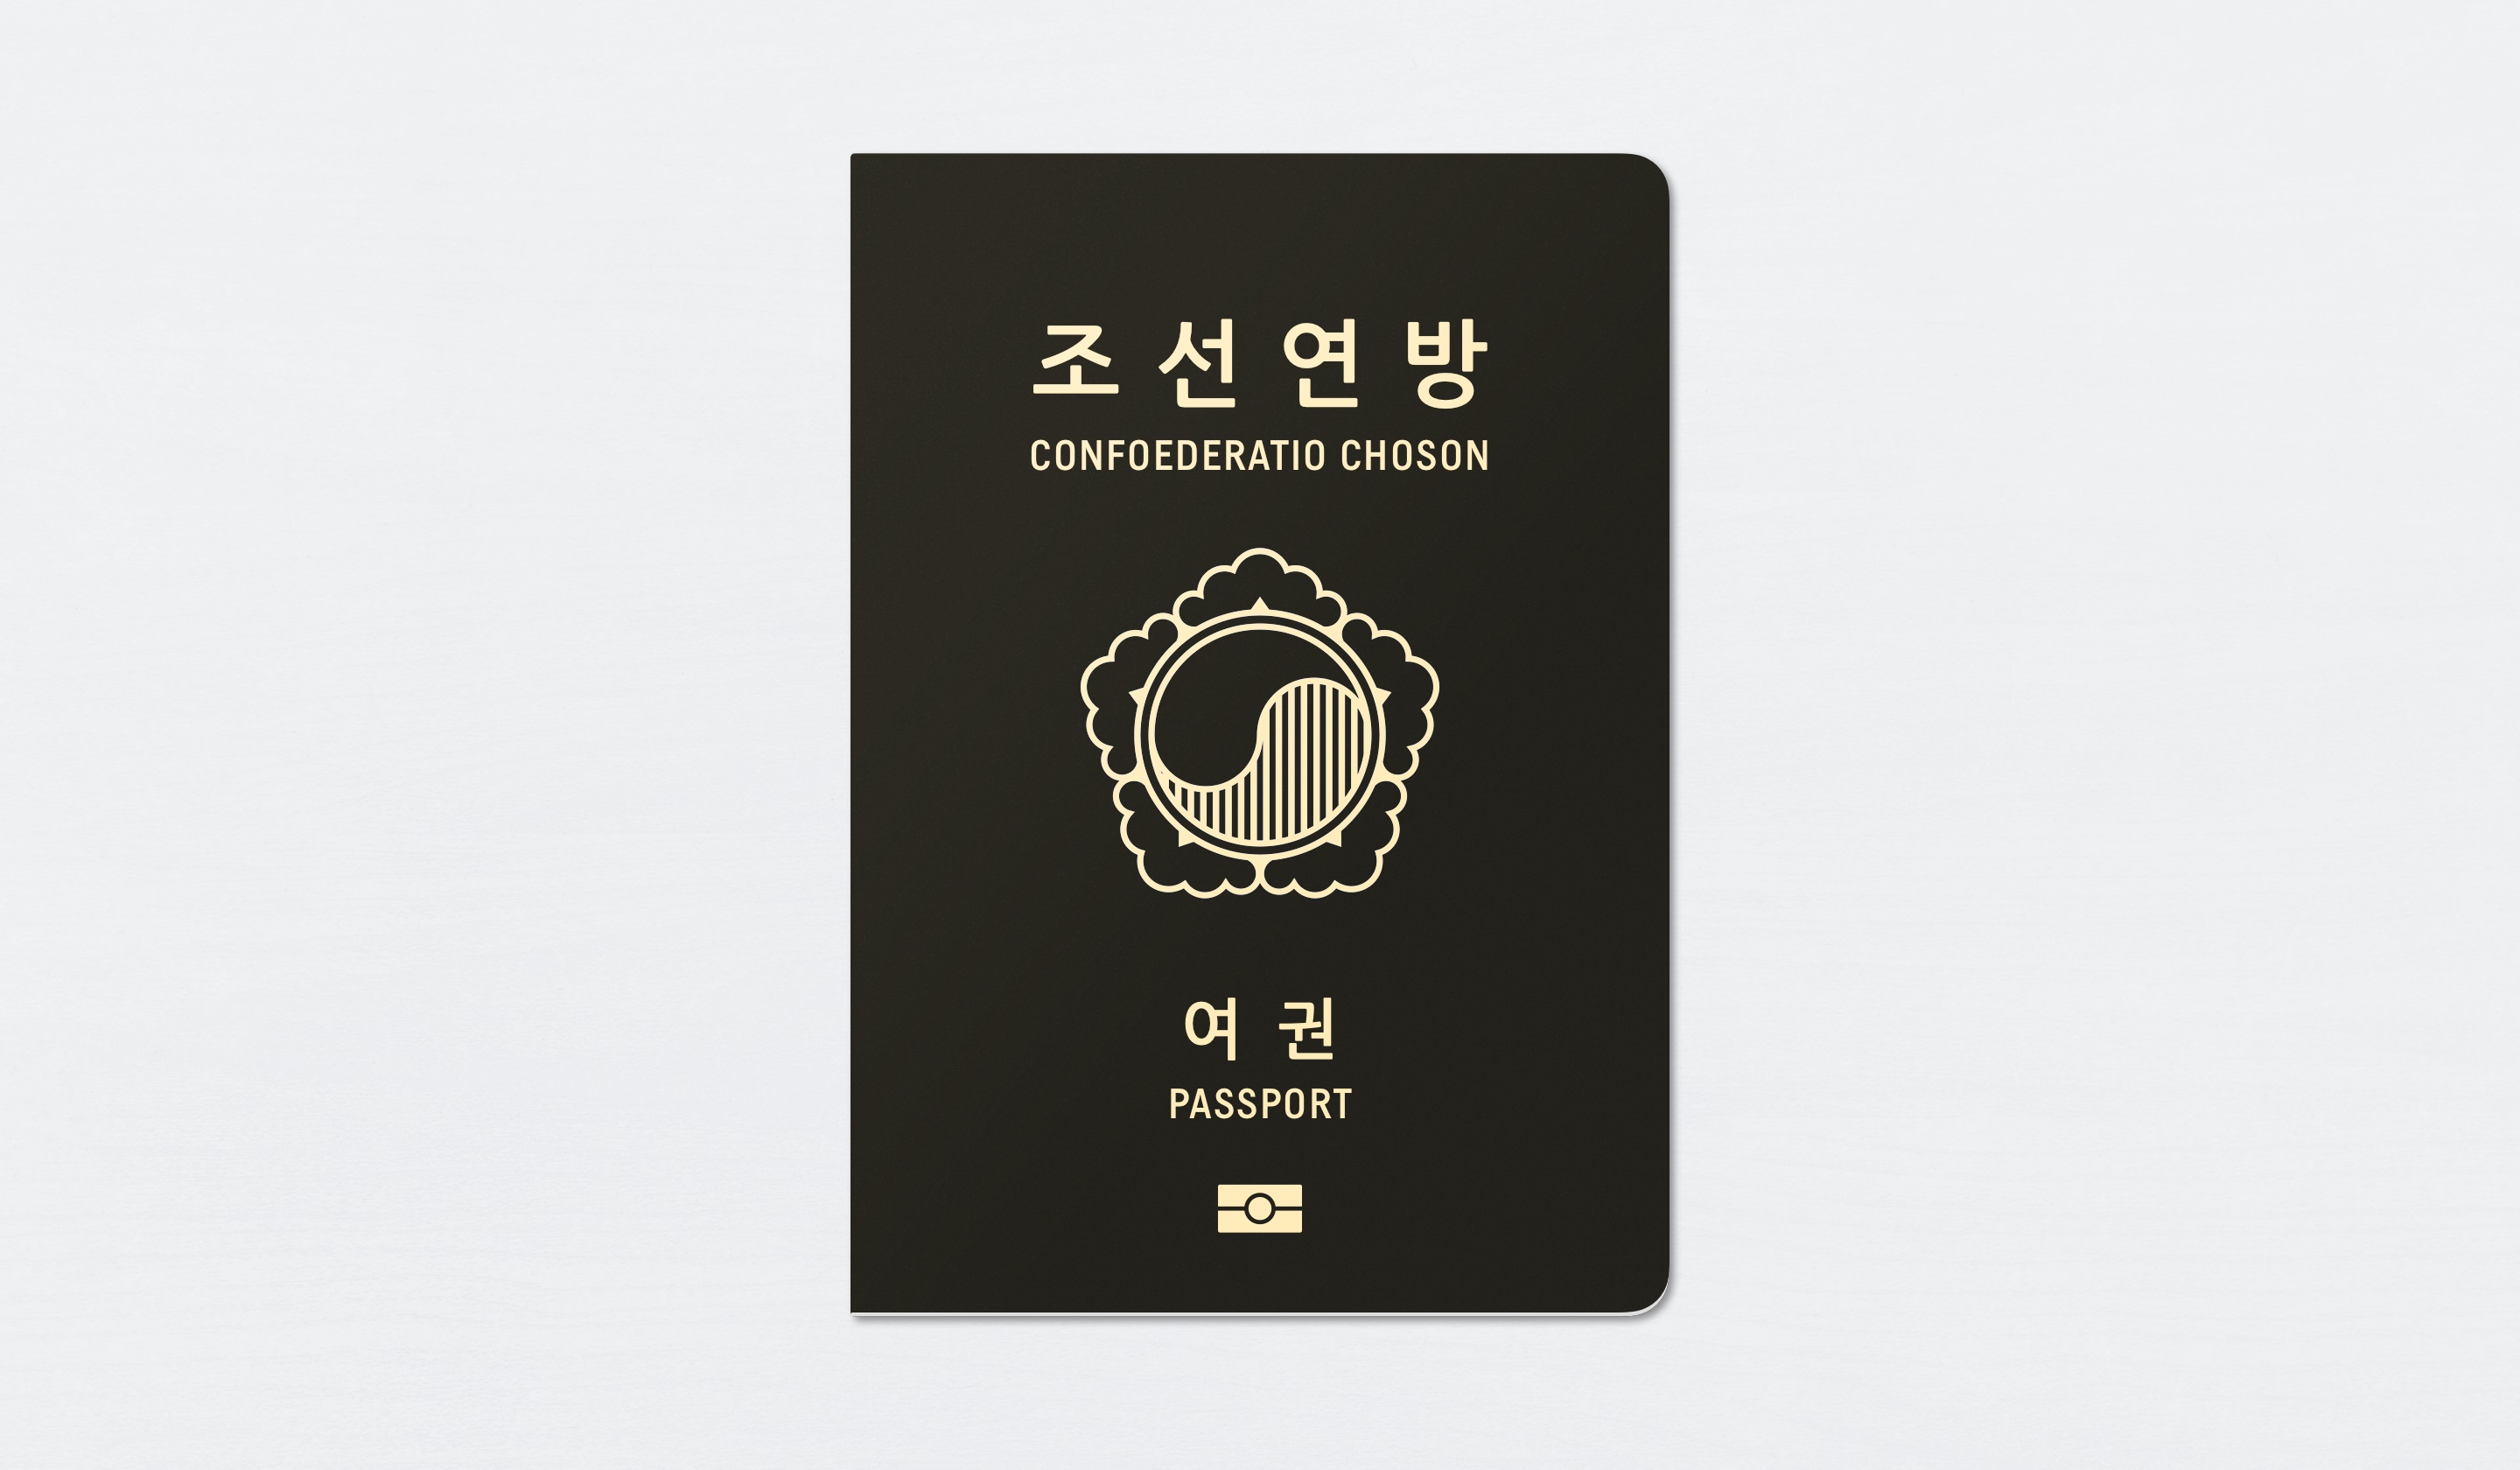 조선연방
CONFOEDERATIO CHOSON
여권
PASSPORT